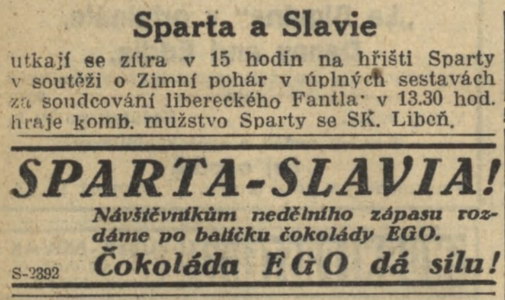 Sparta a Slavie
utkají se zítra v 15 hodin na hřišti Sparty
v soutěži o Zimní pohár v úplných sestavách
za soudcování libereckého Fantla· v 13.30 hod.
hraje komb. mužstvo Sparty se SK. Libeň.
SPARTA-SLAVIA!
Návštěvníkům nedělního zápasu roz-
dáme po balíčku čokolády EGO.
S-2392 Čokoláda EGO dá sílu!